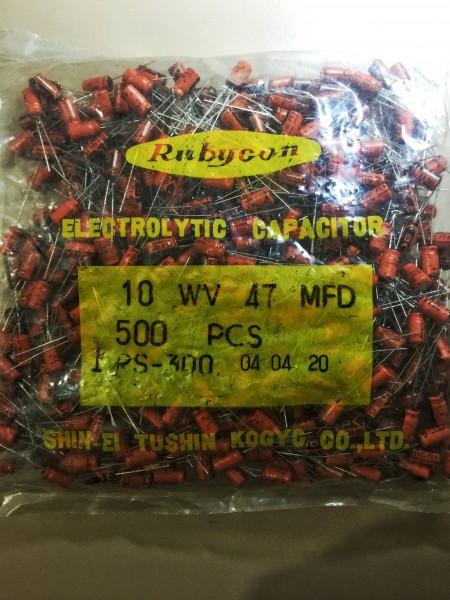 Rubycon
ELECTROLYTIC CAPACITOR
10 WV 47 MFD
500 PCS
1 PS-300 04 04 20
SHIN-EI TUSHIN KOGYO CO.,LTD.